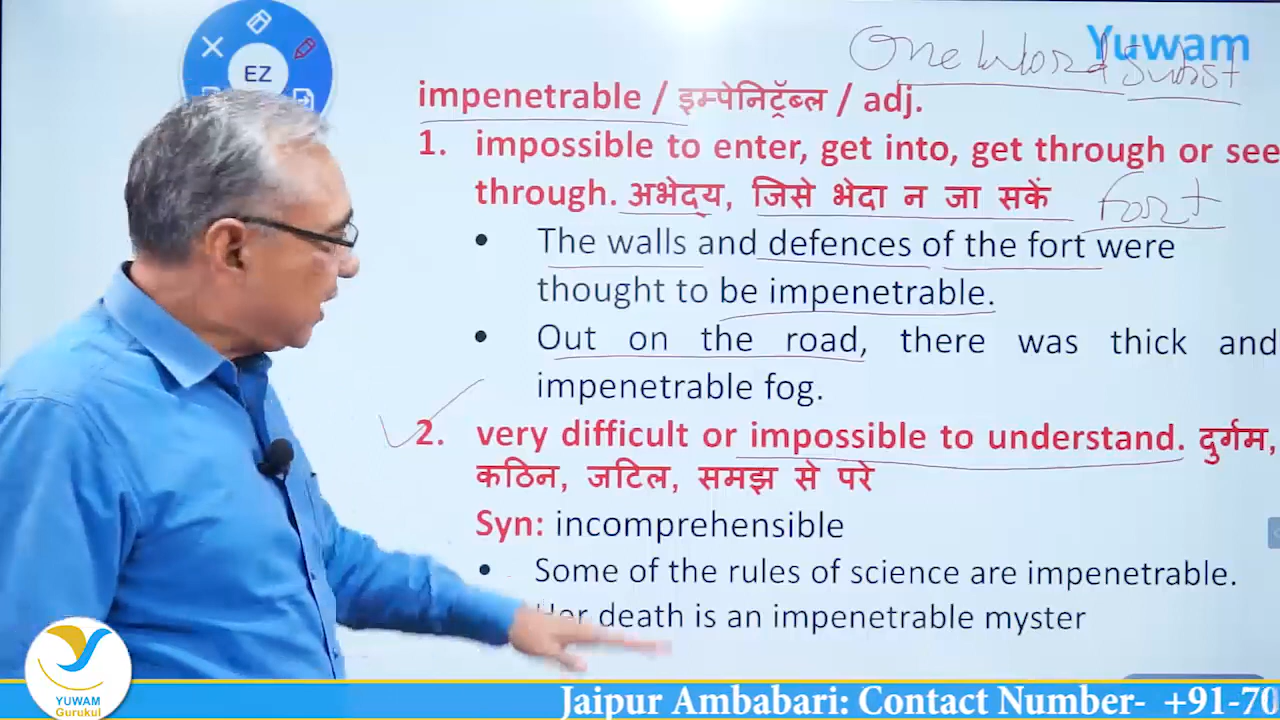 One Word Subst
Yuwam
EZ
impenetrable / इम्पेनिट्रॅब्ल / adj.
1. impossible to enter, get into, get through or see
through. अभेद्य, जिसे भेदा न जा सकें
fort
• The walls and defences of the fort were
thought to be impenetrable.
• Out on the road, there was thick and
impenetrable fog.
2. very difficult or impossible to understand. दुर्गम,
कठिन, जटिल, समझ से परे
Syn: incomprehensible
• Some of the rules of science are impenetrable.
Her death is an impenetrable myster
YUWAM
Gurukul
Jaipur Ambabari: Contact Number- +91-70